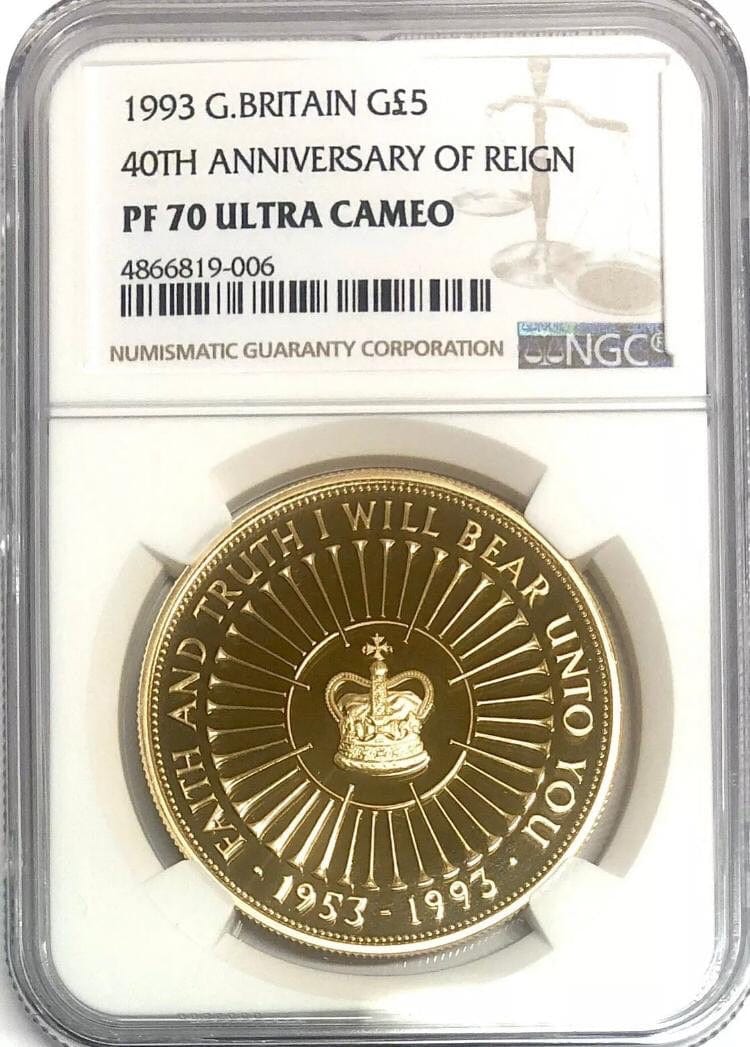 1993 G.BRITAIN G£5
40TH ANNIVERSARY OF REIGN
PF 70 ULTRA CAMEO
4866819-006
NUMISMATIC GUARANTY CORPORATION
NGC®
FAITH AND TRUTH I WILL BEAR UNTO YOU
· 1953 - 1993 ·